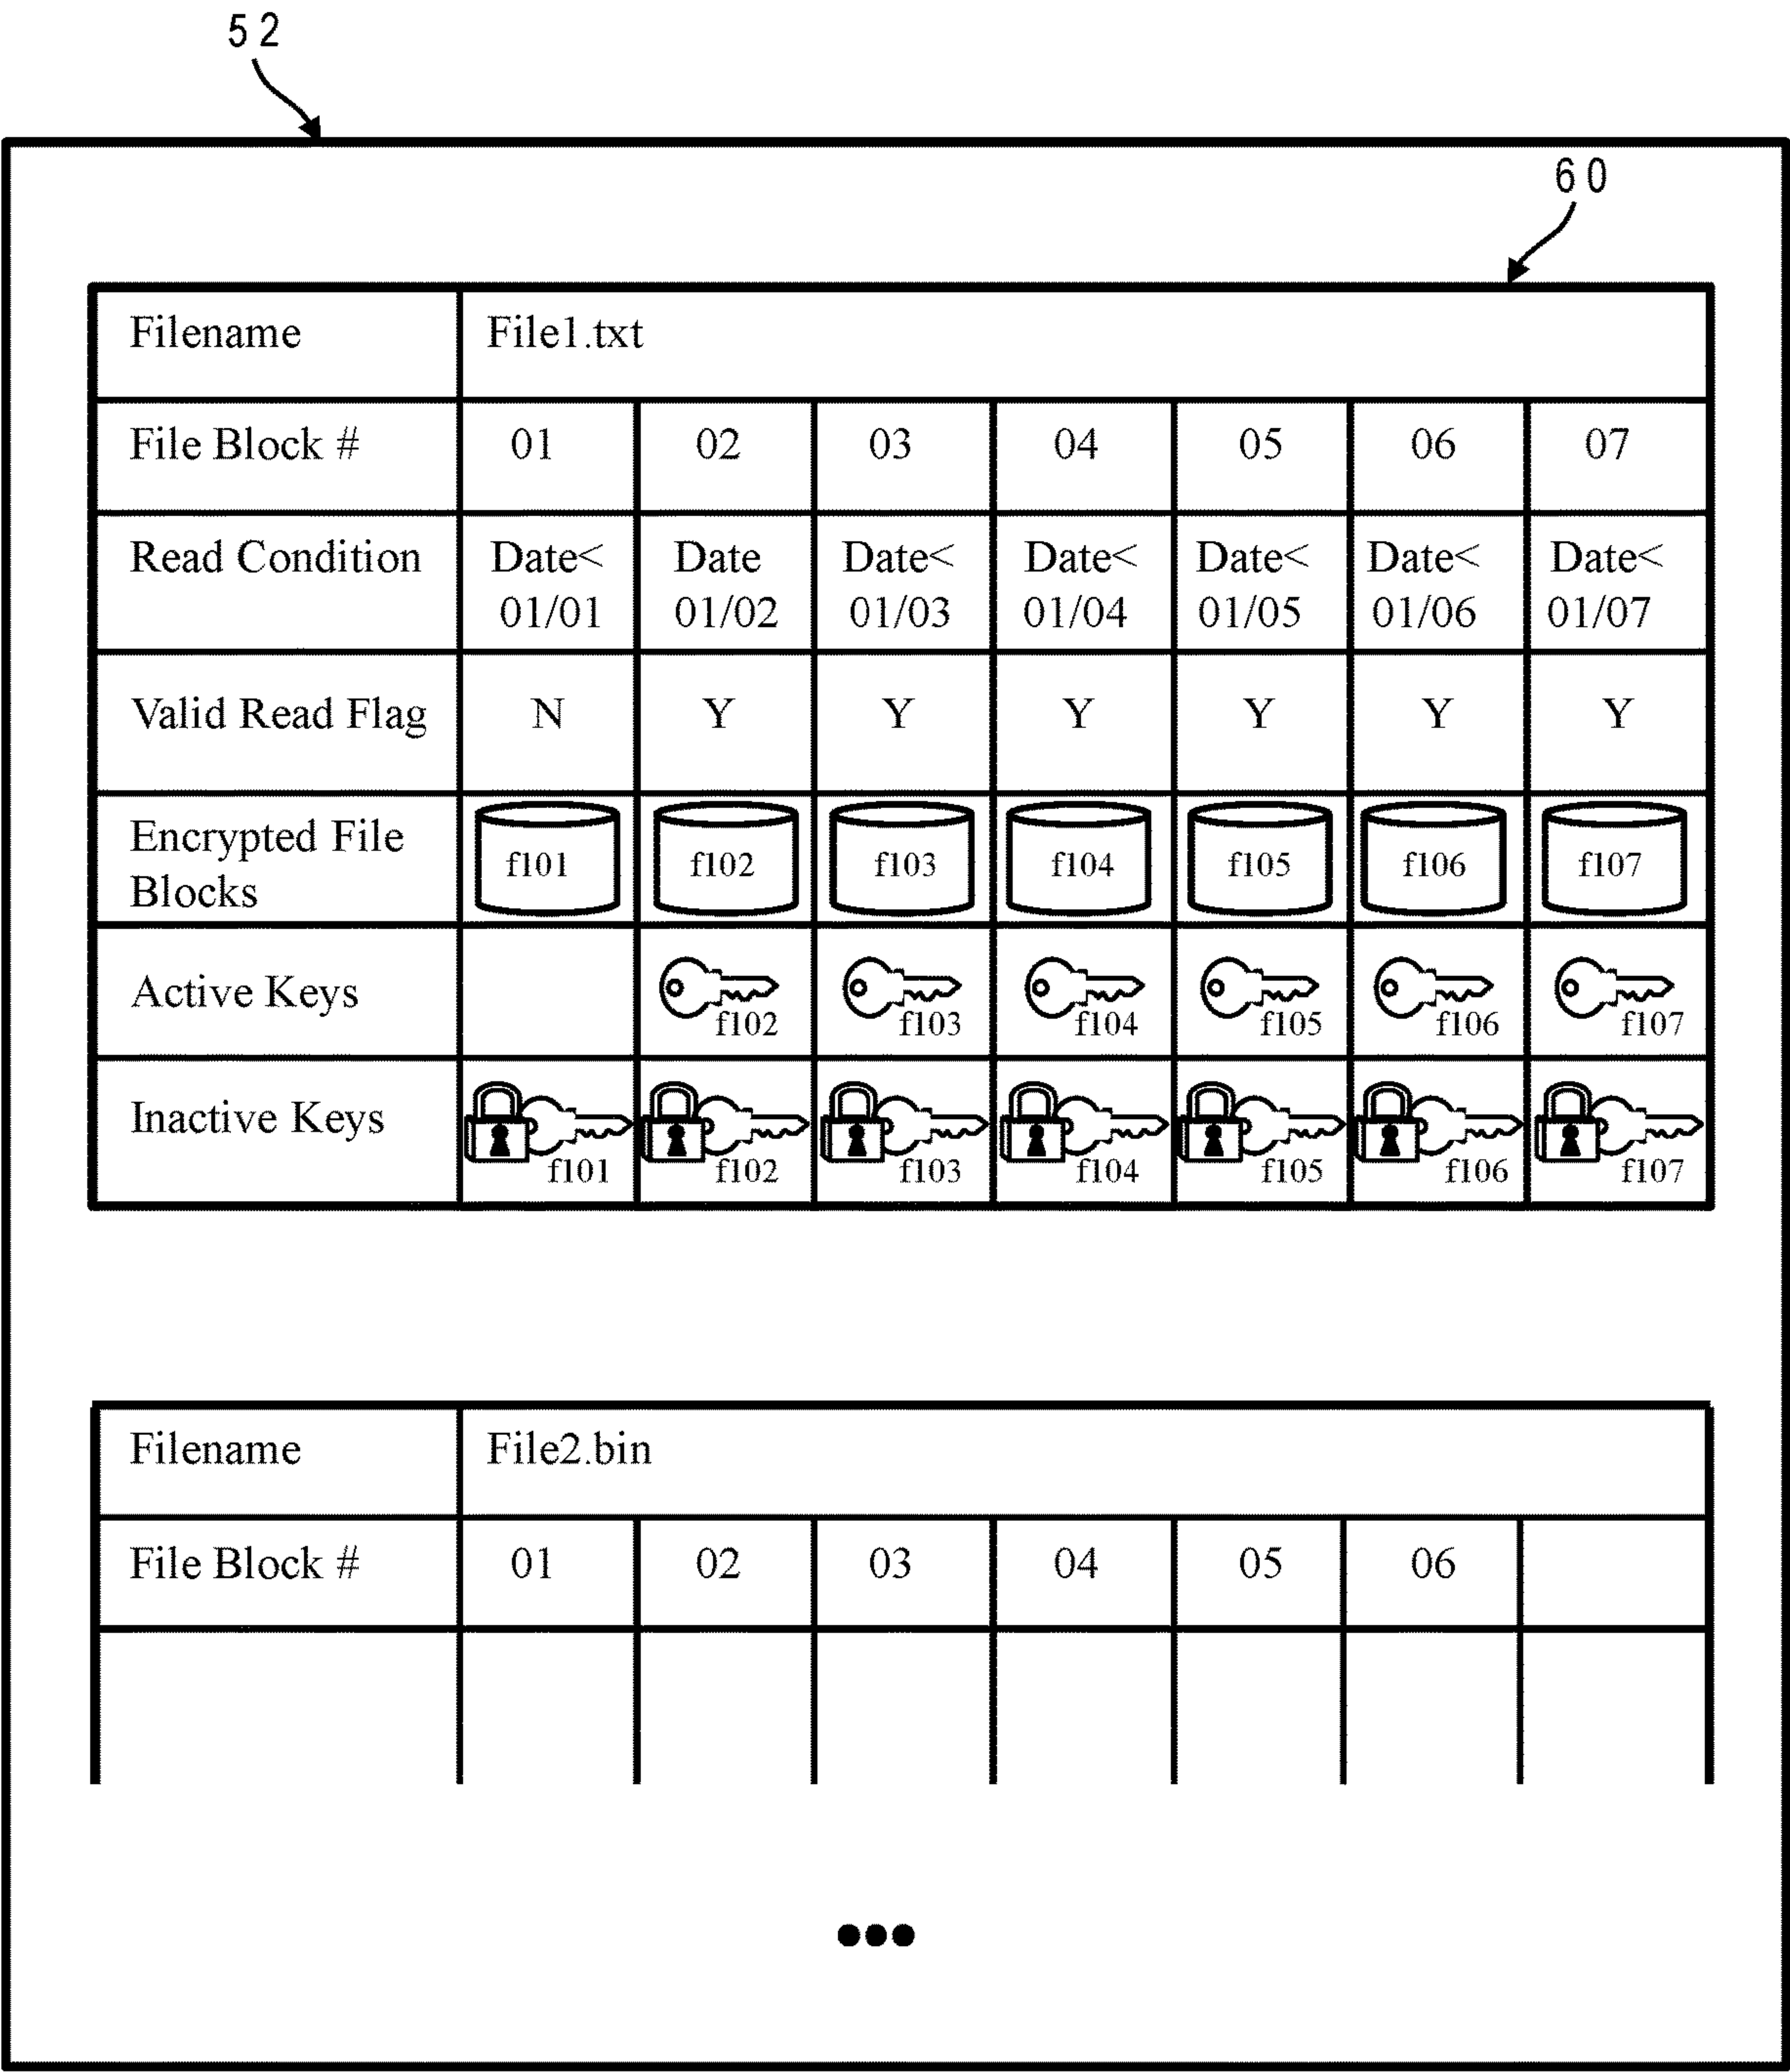 52
60
Filename File1.txt
File Block # 01 02 03 04 05 06 07
Read Condition Date< Date Date< Date< Date< Date< Date<
01/01 01/02 01/03 01/04 01/05 01/06 01/07
Valid Read Flag N Y Y Y Y Y Y
Encrypted File
Blocks f101 f102 f103 f104 f105 f106 f107
Active Keys f102 f103 f104 f105 f106 f107
Inactive Keys f101 f102 f103 f104 f105 f106 f107
Filename File2.bin
File Block # 01 02 03 04 05 06
•••